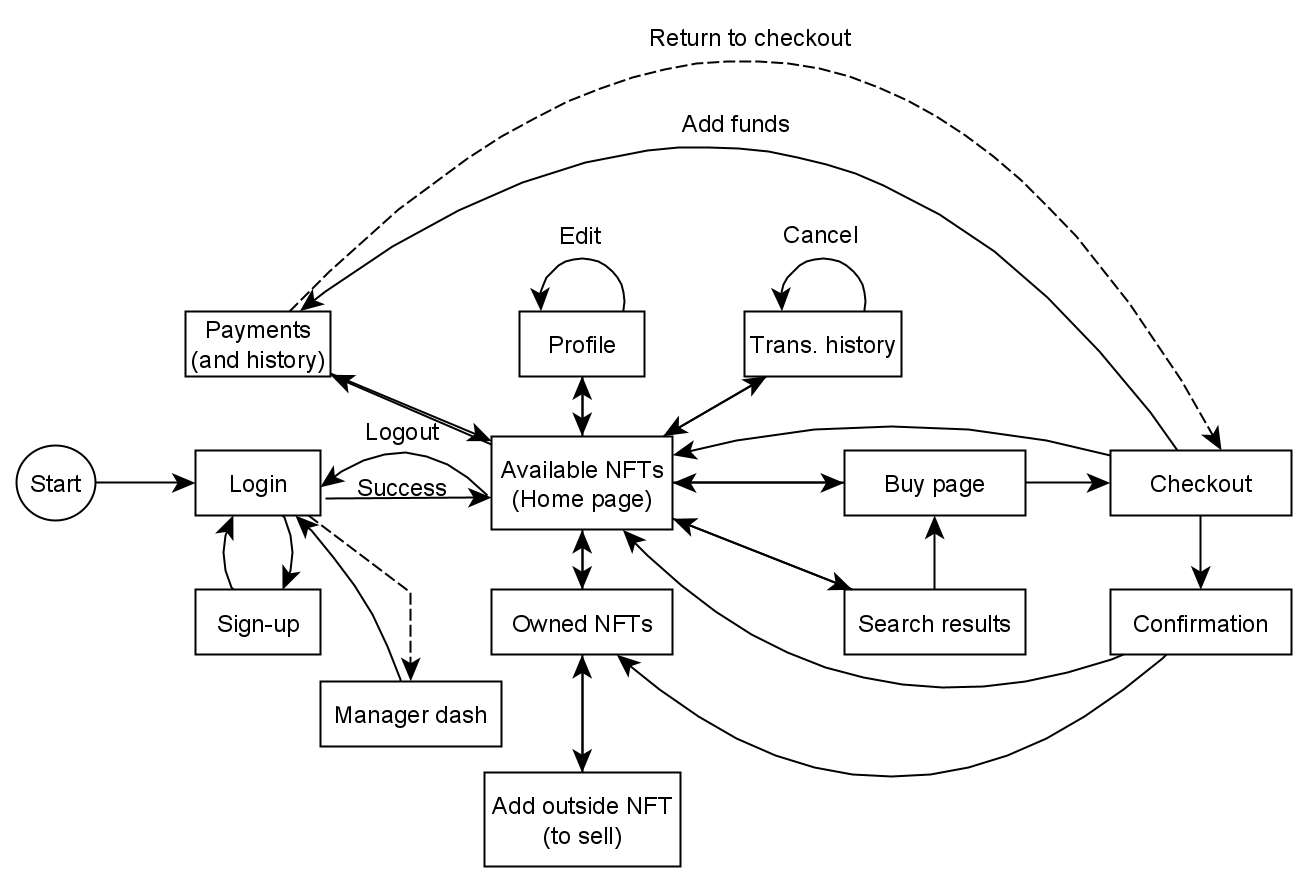 Return to checkout
Add funds
Edit
Cancel
Payments
(and history)
Profile
Trans. history
Logout
Start
Login
Success
Available NFTs
(Home page)
Buy page
Checkout
Sign-up
Owned NFTs
Search results
Confirmation
Manager dash
Add outside NFT
(to sell)